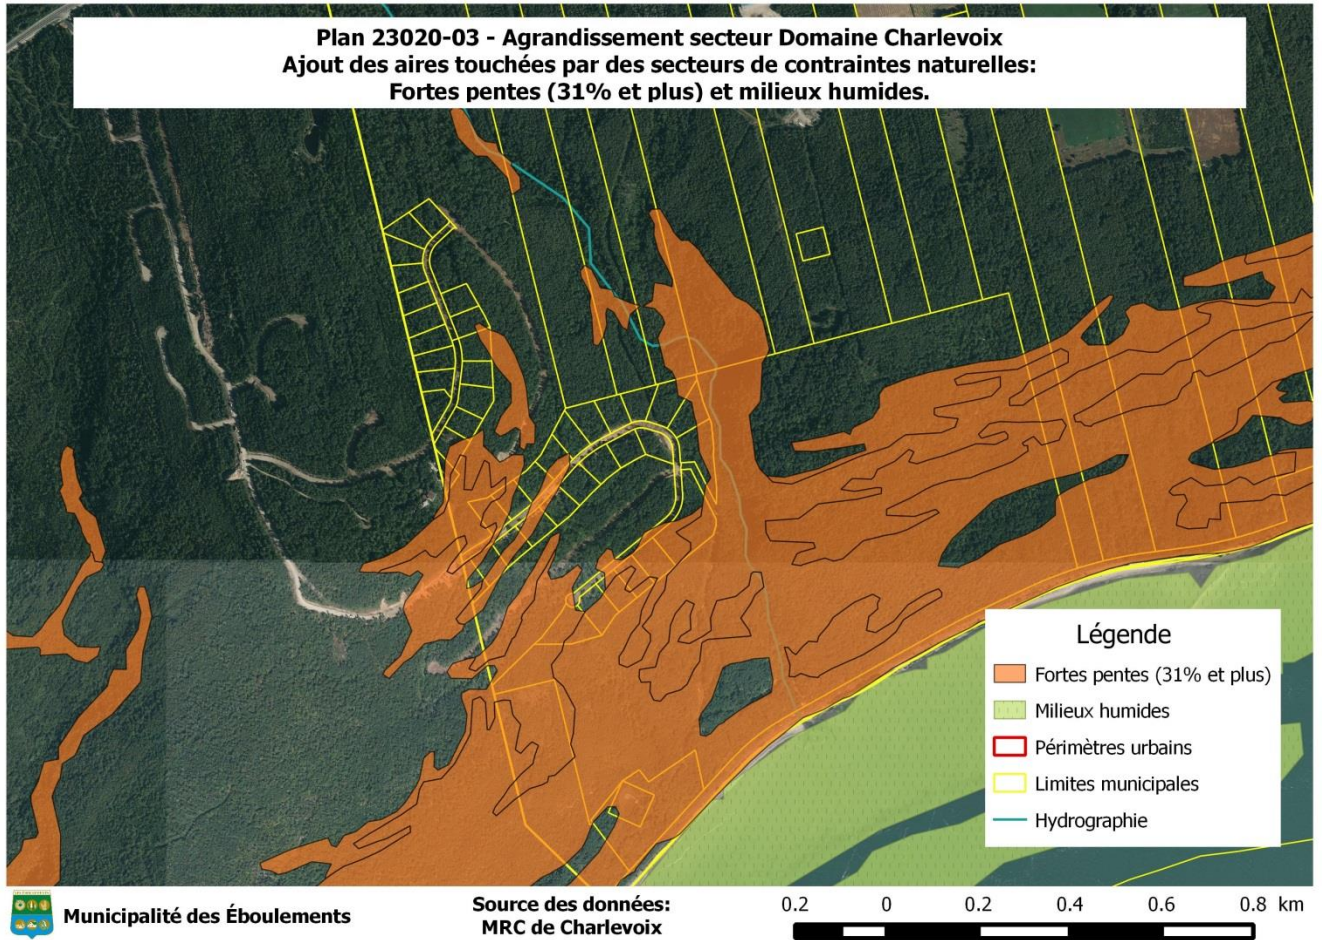 Plan 23020-03 - Agrandissement secteur Domaine Charlevoix
Ajout des aires touchées par des secteurs de contraintes naturelles:
Fortes pentes (31% et plus) et milieux humides.
Légende
Fortes pentes (31% et plus)
Milieux humides
Périmètres urbains
Limites municipales
Hydrographie
Municipalité des Éboulements
Source des données:
MRC de Charlevoix
0.2 0 0.2 0.4 0.6 0.8 km